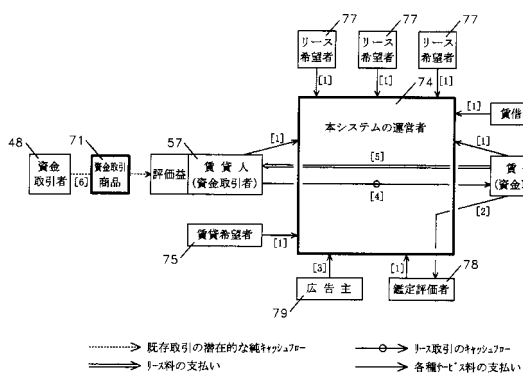 77
77
77
リース
希望者
リース
希望者
リース
希望者
[1]
[1]
[1]
74
本システムの運営者
[1]
賃借
48
71
57
資金
取引者
[6]
資金取引
商品
評価益
賃貸人
(資金取引者)
[1]
[5]
[4]
[1]
賃
(資金
[2]
賃貸希望者
[1]
75
[3]
[1]
78
広告主
79
鑑定評価者
既存取引の潜在的な純キャッシュフロー
リース取引のキャッシュフロー
リース料の支払い
各種サービス料の支払い